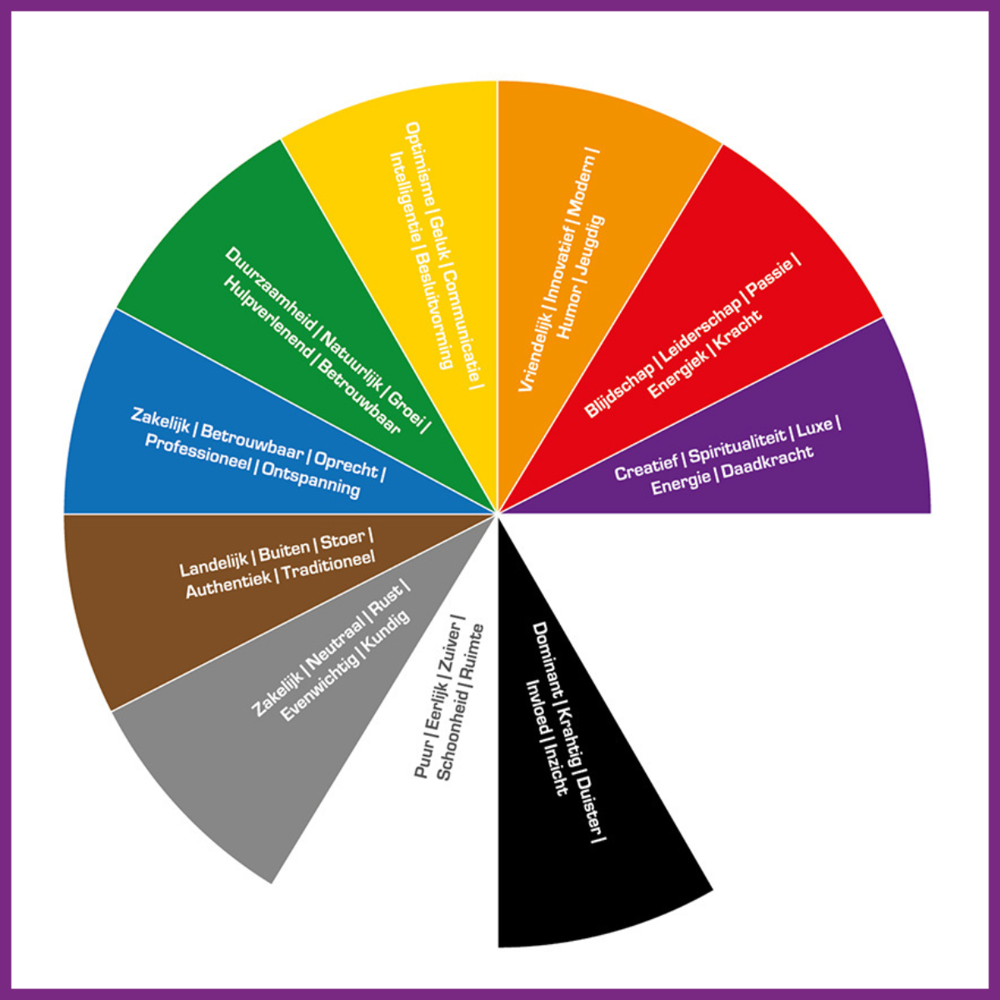 Optimisme | Geluk | Communicatie |
Intelligentie | Besluitvorming
Vriendelijk | Innovatief | Modern |
Humor | Jeugdig
Blijdschap | Leiderschap | Passie |
Energiek | Kracht
Creatief | Spiritualiteit | Luxe |
Energie | Daadkracht
Dominant | Krahtig | Duister |
Invloed | Inzicht
Puur | Eerlijk | Zuiver |
Schoonheid | Ruimte
Zakelijk | Neutraal | Rust |
Evenwichtig | Kundig
Landelijk | Buiten | Stoer |
Authentiek | Traditioneel
Zakelijk | Betrouwbaar | Oprecht |
Professioneel | Ontspanning
Duurzaamheid | Natuurlijk | Groei |
Hulpverlenend | Betrouwbaar